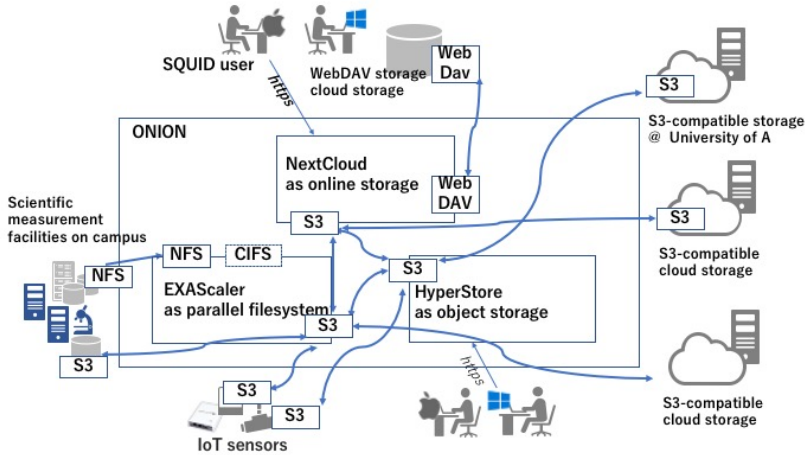 SQUID user
https
WebDAV storage
cloud storage
Web
Dav
S3
S3-compatible storage
@ University of A
ONION
NextCloud
as online storage
Web
DAV
S3
S3
S3-compatible
cloud storage
Scientific
measurement
facilities on campus
NFS
NFS
CIFS
EXAScaler
as parallel filesystem
S3
S3
HyperStore
as object storage
https
S3
S3
S3
IoT sensors
S3-compatible
cloud storage